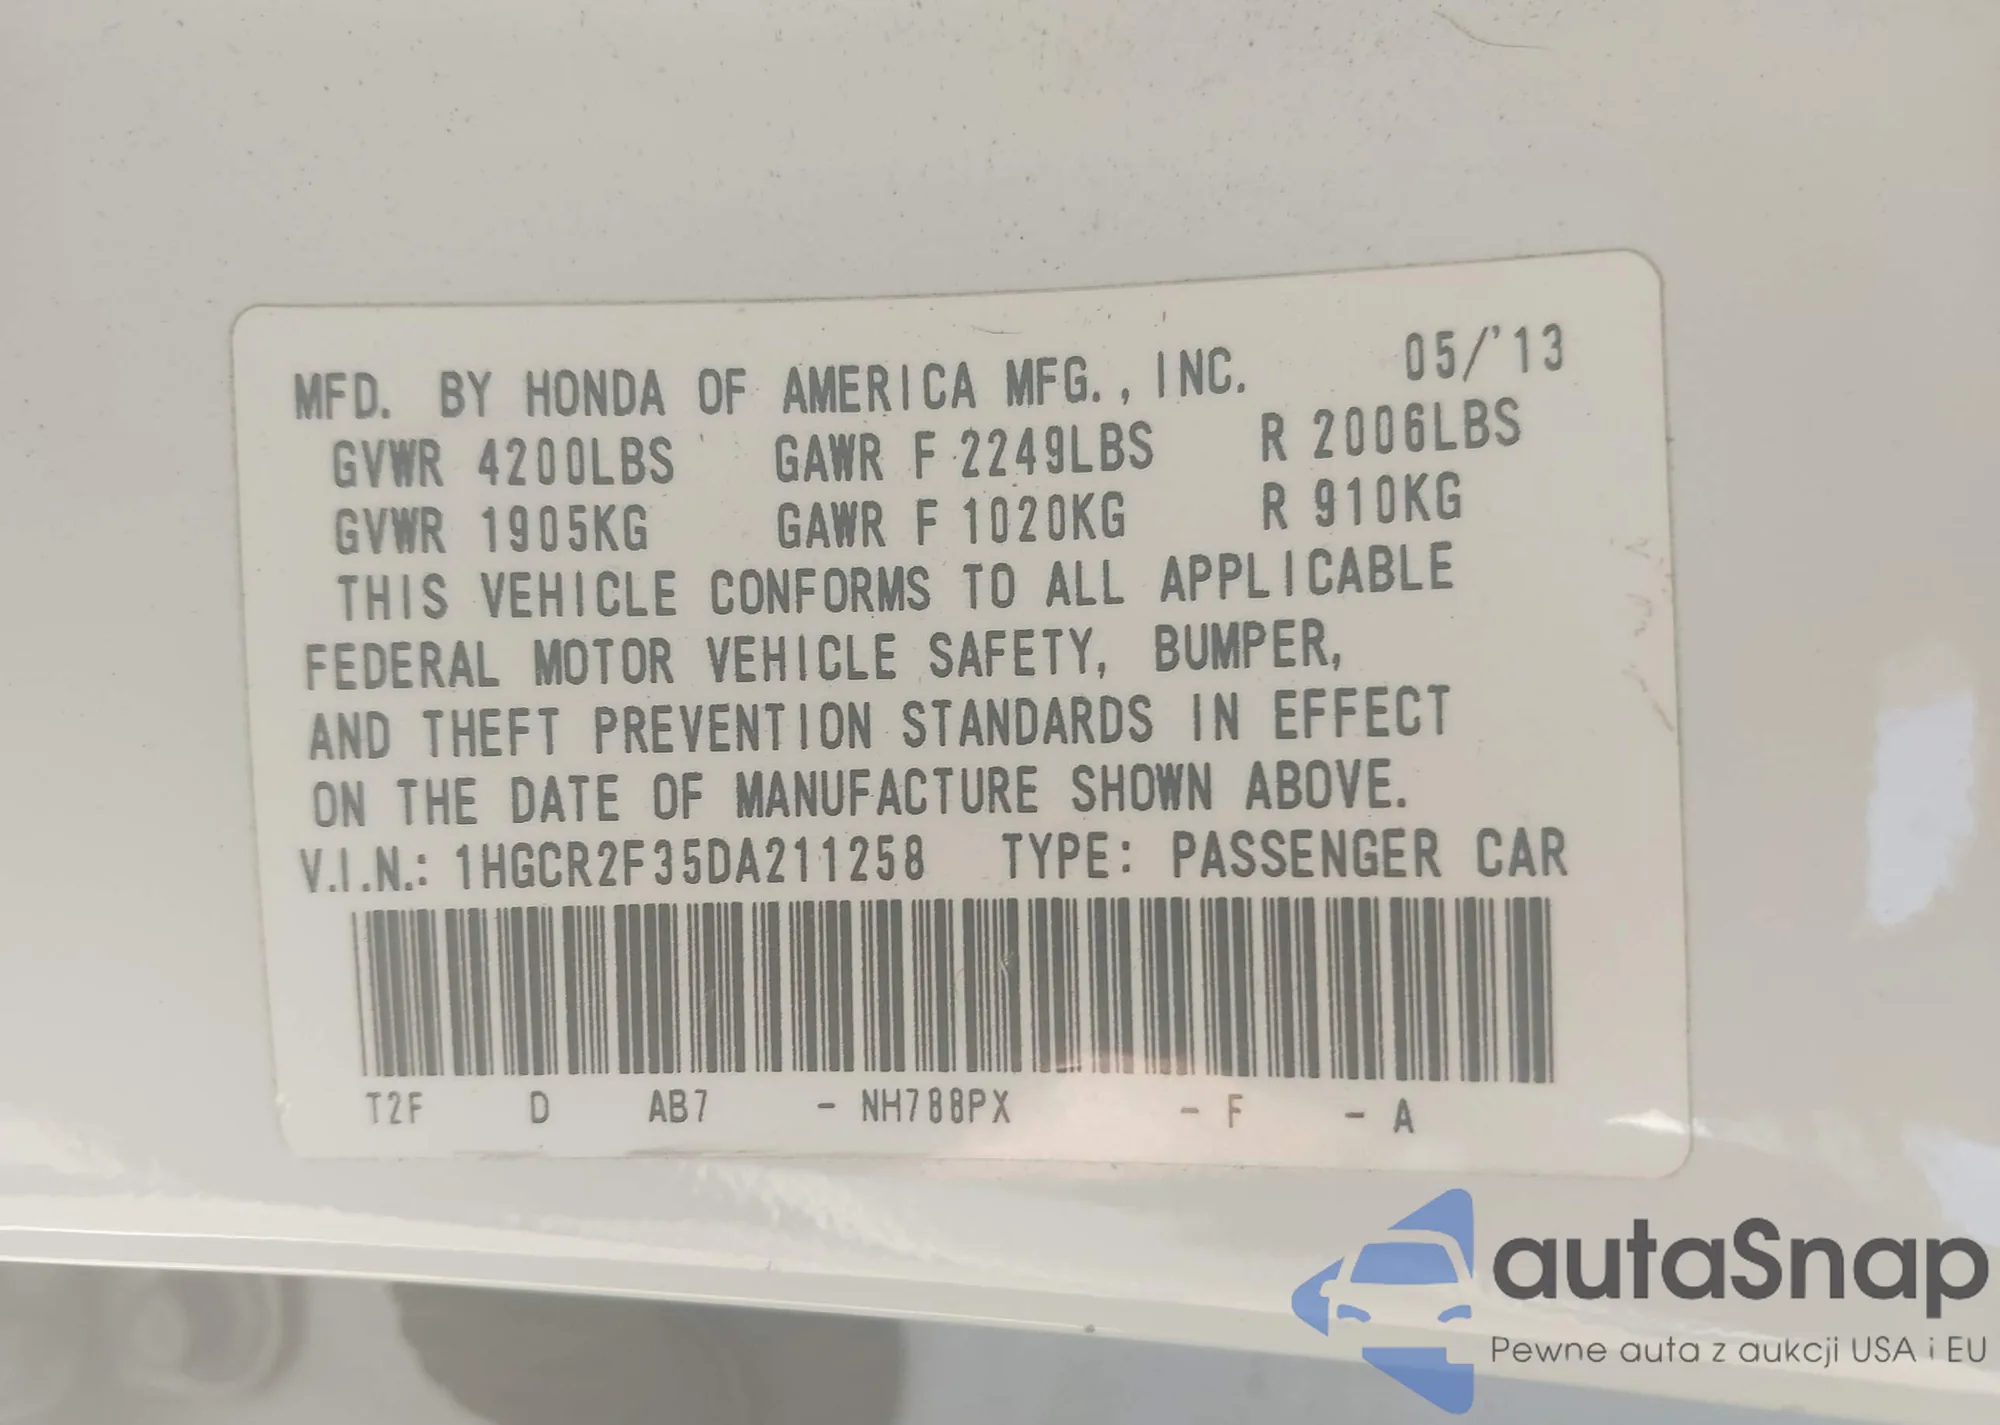 MFD. BY HONDA OF AMERICA MFG., INC. 05/'13
GVWR 4200LBS GAWR F 2249LBS R 2006LBS
GVWR 1905KG GAWR F 1020KG R 910KG
THIS VEHICLE CONFORMS TO ALL APPLICABLE
FEDERAL MOTOR VEHICLE SAFETY, BUMPER,
AND THEFT PREVENTION STANDARDS IN EFFECT
ON THE DATE OF MANUFACTURE SHOWN ABOVE.
V.I.N.: 1HGCR2F35DA211258 TYPE: PASSENGER CAR
T2F D AB7 - NH788PX - F - A
autaSnap
Pewne auta z aukcji USA i EU